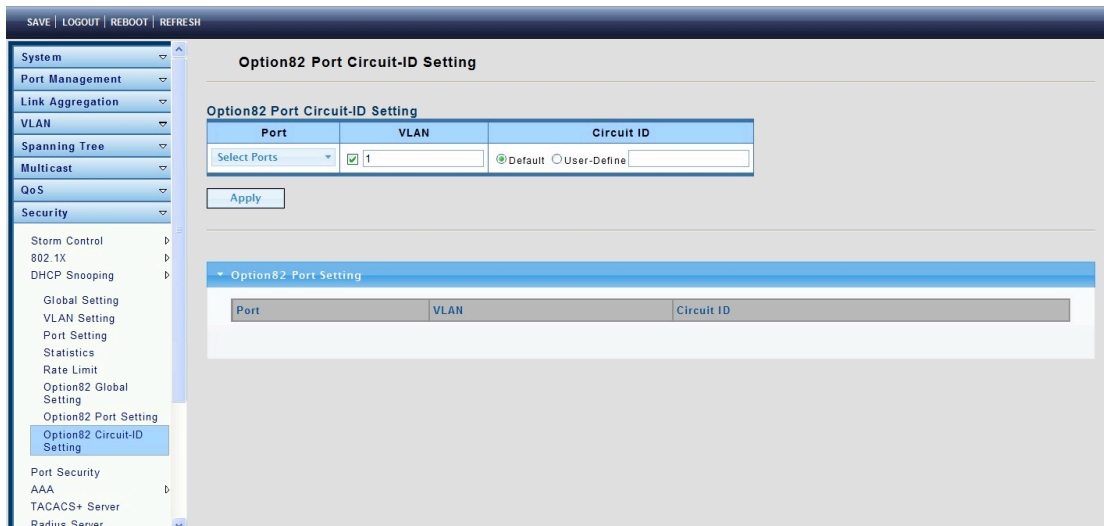 SAVE | LOGOUT | REBOOT | REFRESH
System
Port Management
Link Aggregation
VLAN
Spanning Tree
Multicast
QoS
Security
Storm Control
802.1X
DHCP Snooping
Global Setting
VLAN Setting
Port Setting
Statistics
Rate Limit
Option82 Global
Setting
Option82 Port Setting
Option82 Circuit-ID
Setting
Port Security
AAA
TACACS+ Server
Radius Server
Option82 Port Circuit-ID Setting
Option82 Port Circuit-ID Setting
Port VLAN Circuit ID
Select Ports 1 Default User-Define
Apply
Option82 Port Setting
Port VLAN Circuit ID